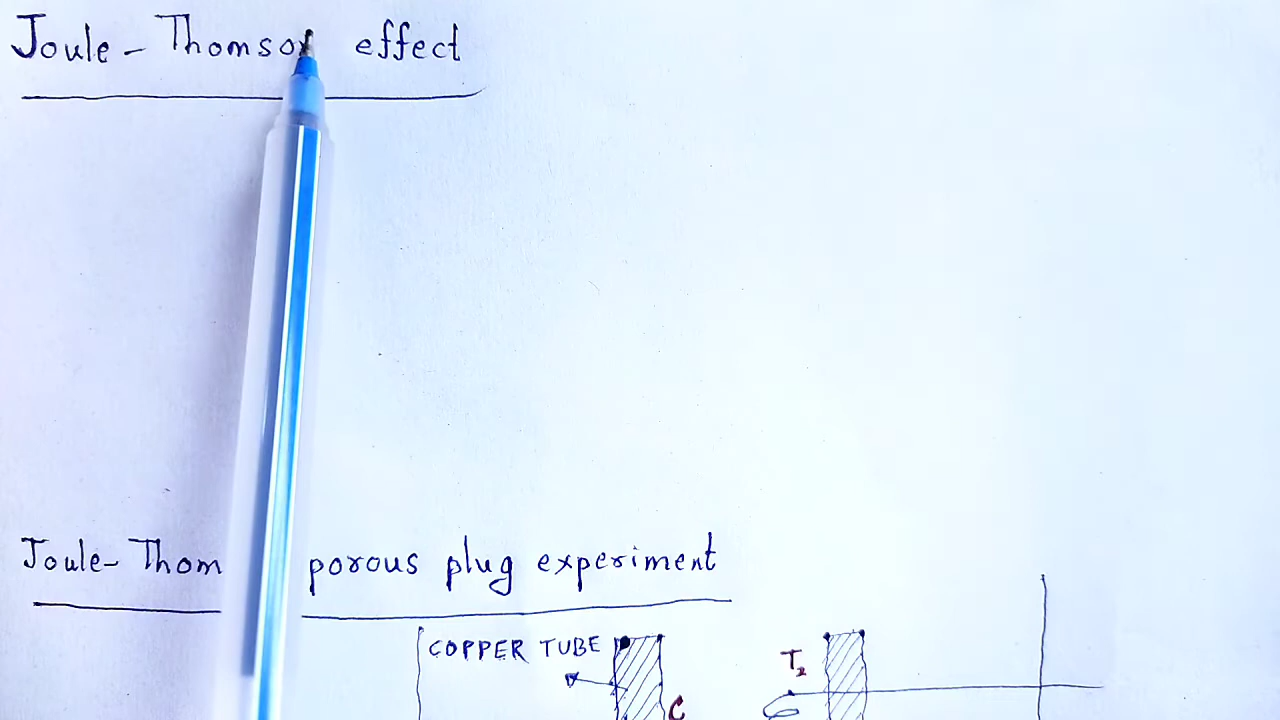 Joule - Thomson effect
Joule- Thom porous plug experiment
COPPER TUBE
T₂
C